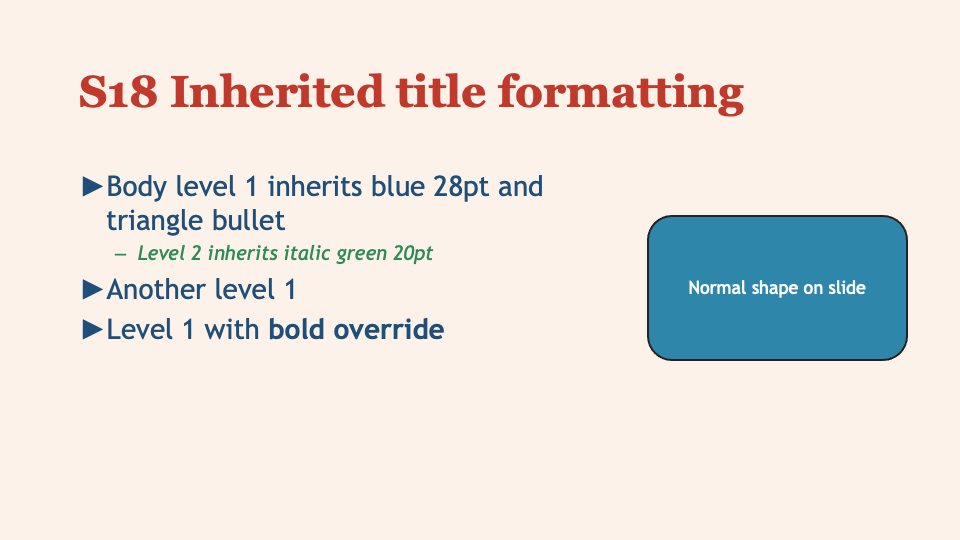 S18 Inherited title formatting
►Body level 1 inherits blue 28pt and
triangle bullet
– Level 2 inherits italic green 20pt
►Another level 1
►Level 1 with bold override
Normal shape on slide